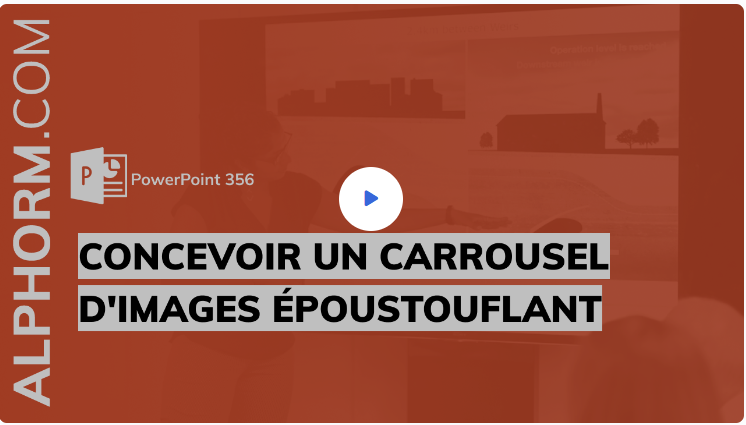 ALPHORM.COM
P
PowerPoint 356
CONCEVOIR UN CARROUSEL
D'IMAGES ÉPOUSTOUFLANT